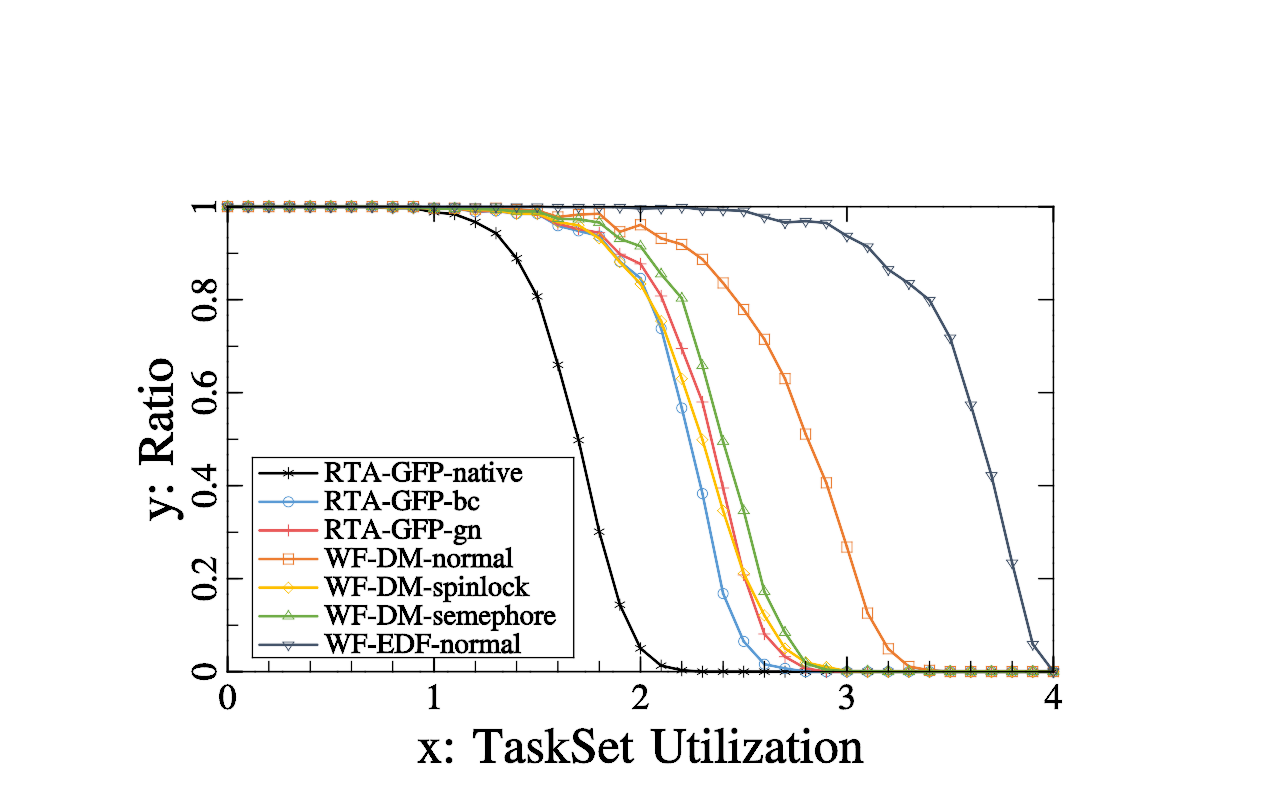 1
0.8
0.6
0.4
0.2
0
y: Ratio
RTA-GFP-native
RTA-GFP-bc
RTA-GFP-gn
WF-DM-normal
WF-DM-spinlock
WF-DM-semephore
WF-EDF-normal
0 1 2 3 4
x: TaskSet Utilization